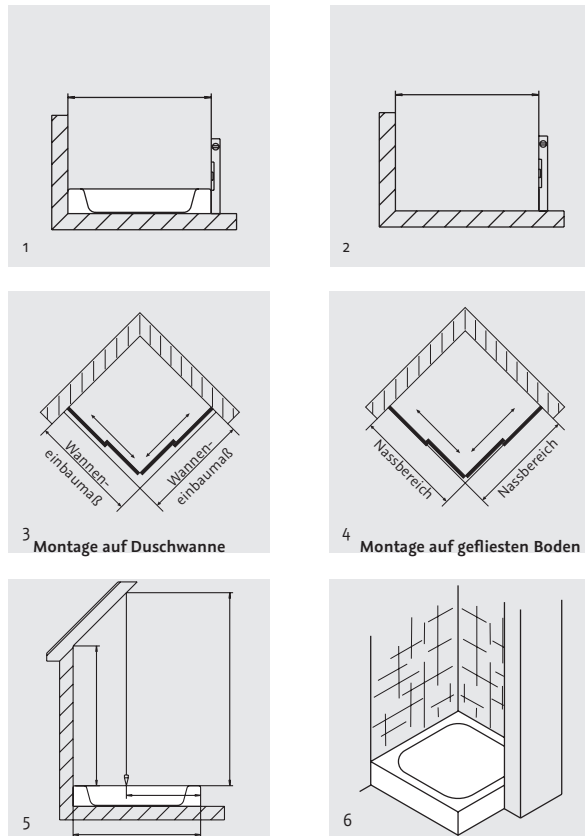 1
2
Wannen-
einbaumaß
Wannen-
einbaumaß
3
Montage auf Duschwanne
Nassbereich
Nassbereich
4
Montage auf gefliesten Boden
5
6